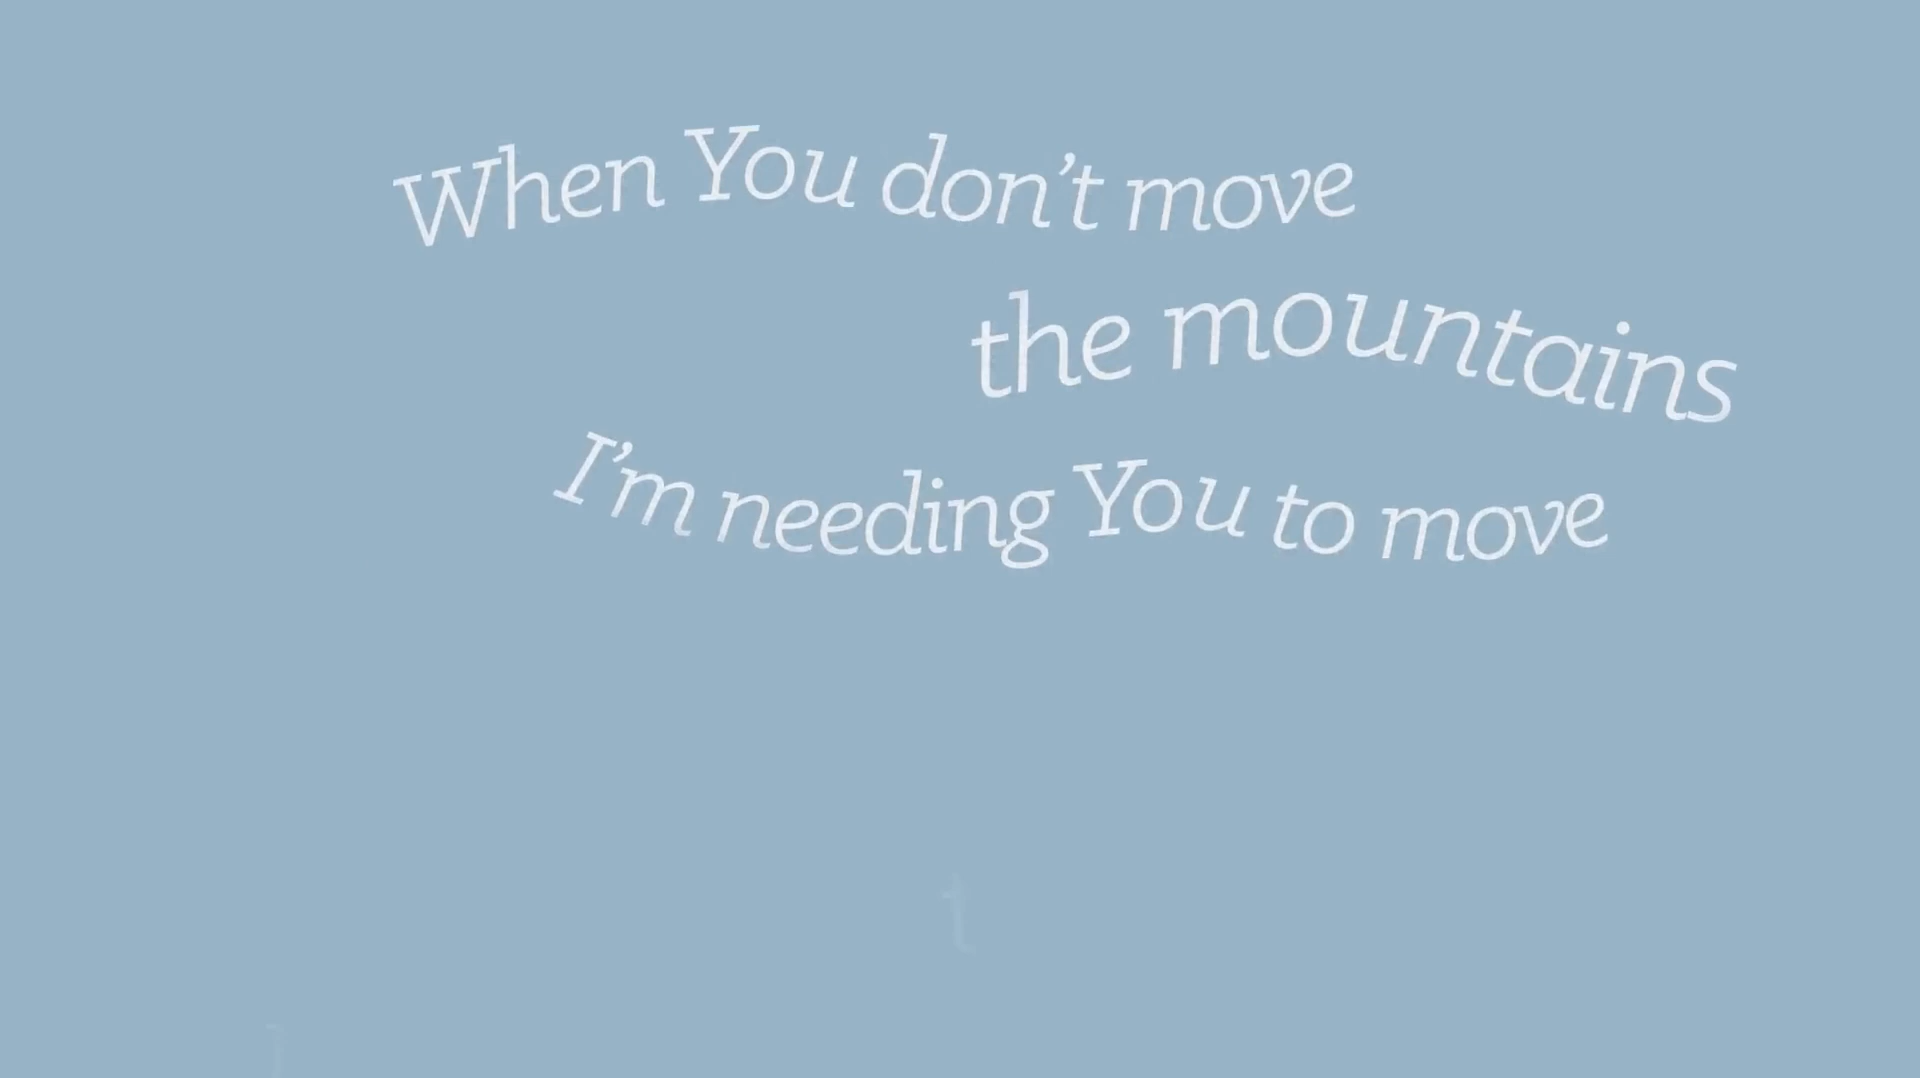 When You don't move
the mountains
I'm needing You to move
t